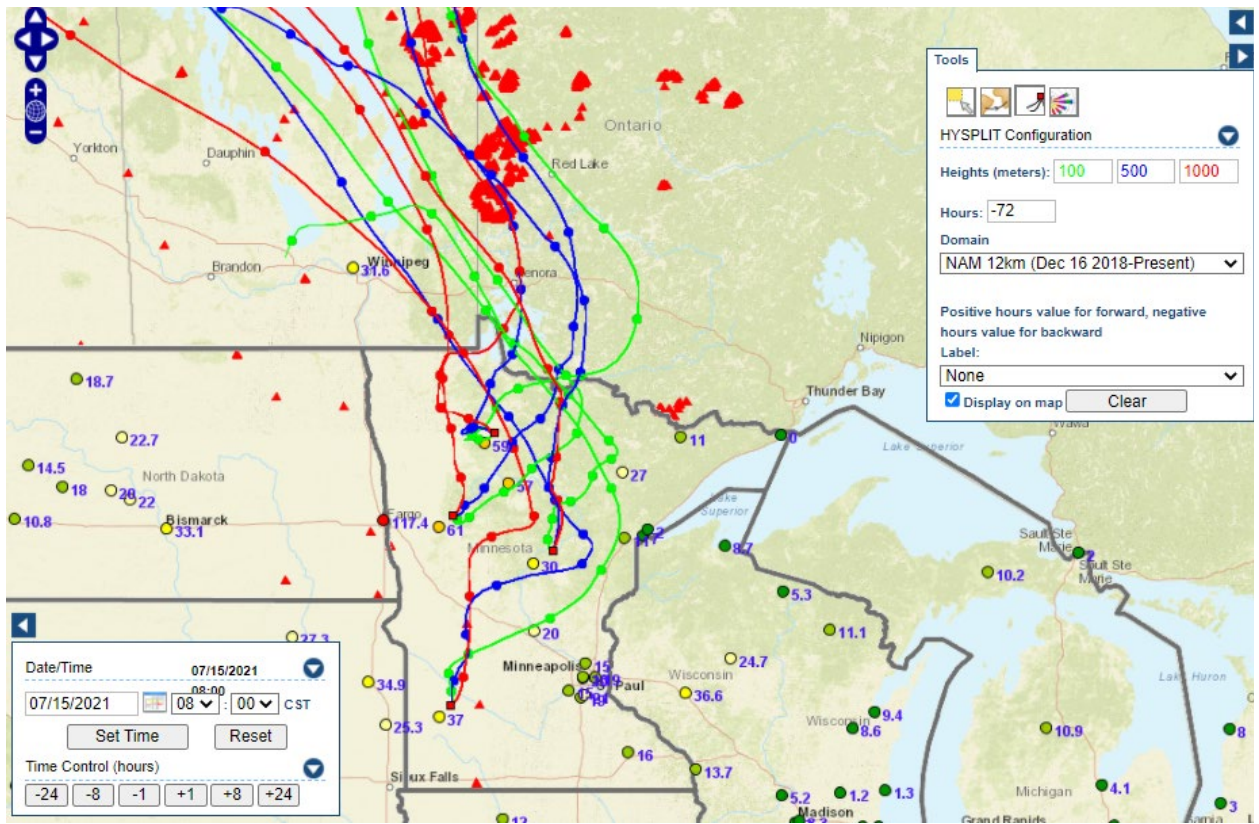 Ontario
Yorkton
Dauphin
Red Lake
Winnipeg
31.6
Brandon
Kenora
Nipigon
Thunder Bay
Wawa
Lake Superior
18.7
22.7
14.5
North Dakota
18
20
22
10.8
Bismarck
33.1
Fargo
117.4
59
57
61
Minnesota
30
11
0
27
Lake
Superior
8.7
Sault Ste
Marie
Sault Ste
Marie
10.2
5.3
11.1
27.3
20
Minneapolis
15
Paul
Wisconsin
24.7
34.9
36.6
25.3
37
Wisconsin
9.4
8.6
Lake Huron
10.9
8
16
13.7
Sioux Falls
Michigan
5.2
1.2
1.3
4.1
Madison
Grand Rapids
3
Sarnia
12
Tools
HYSPLIT Configuration
Heights (meters): 100 500 1000
Hours: -72
Domain
NAM 12km (Dec 16 2018-Present)
Positive hours value for forward, negative
hours value for backward
Label:
None
Display on map Clear
Date/Time 07/15/2021
08:00
07/15/2021 08 : 00 CST
Set Time Reset
Time Control (hours)
-24 -8 -1 +1 +8 +24